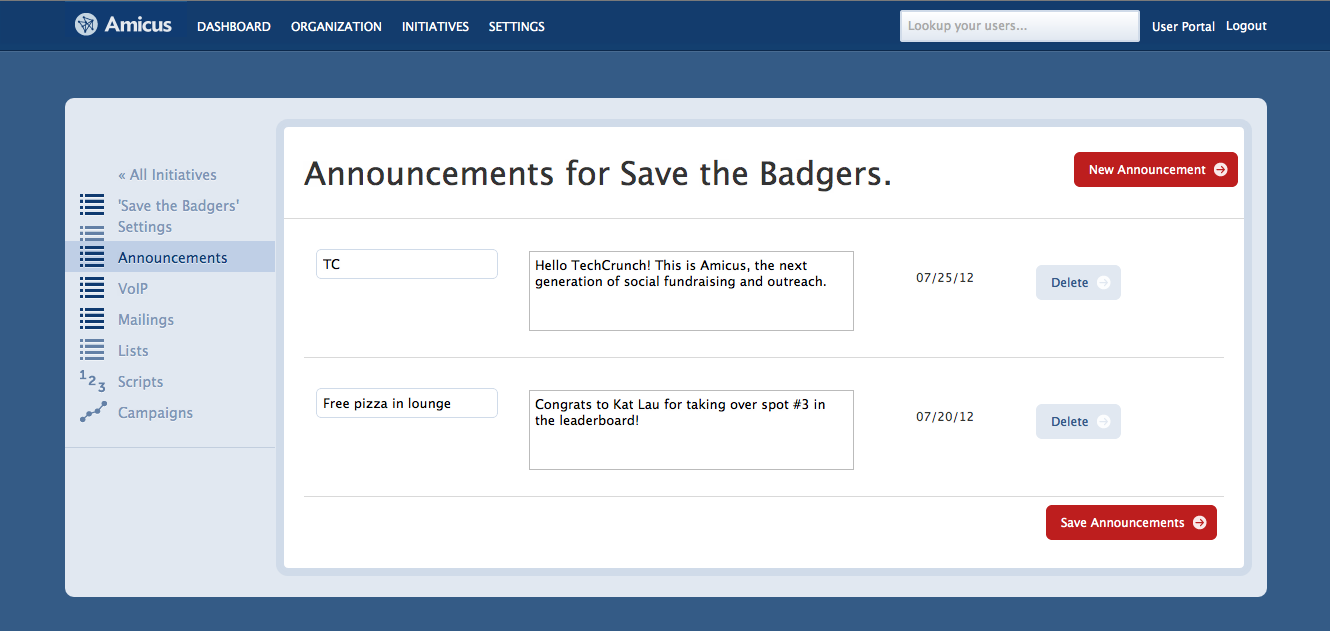 Amicus
DASHBOARD
ORGANIZATION
INITIATIVES
SETTINGS
Lookup your users...
User Portal
Logout
« All Initiatives
'Save the Badgers'
Settings
Announcements
VoIP
Mailings
Lists
1 2 3
Scripts
Campaigns
Announcements for Save the Badgers.
New Announcement
TC
Hello TechCrunch! This is Amicus, the next
generation of social fundraising and outreach.
07/25/12
Delete
Free pizza in lounge
Congrats to Kat Lau for taking over spot #3 in
the leaderboard!
07/20/12
Delete
Save Announcements